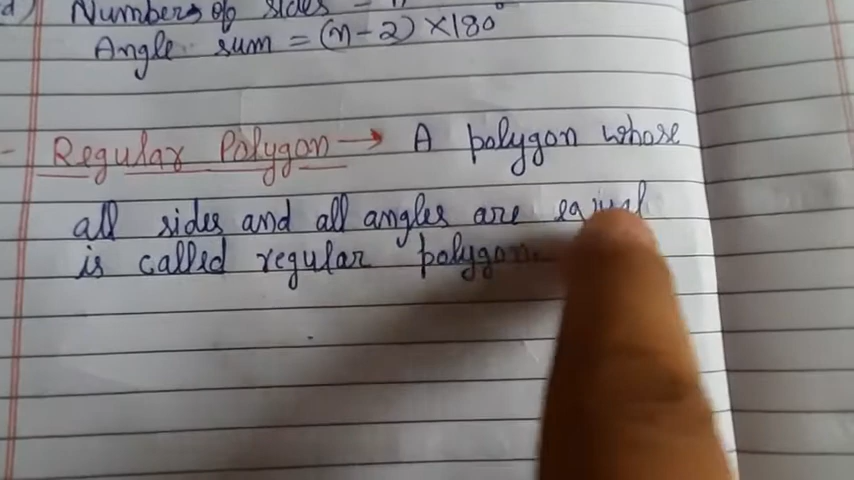 d) Numbers of sides = n
Angle sum = (n-2) ×180°
- Regular Polygon → A polygon whose
all sides and all angles are equal
is called regular polygon.